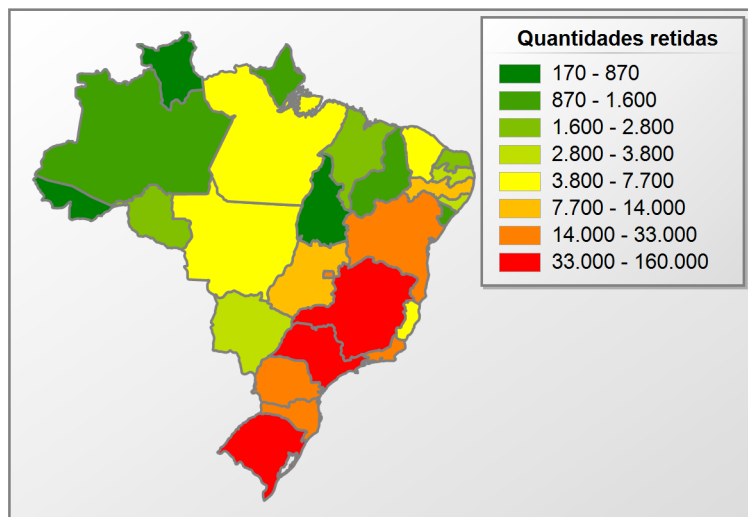 Quantidades retidas
170 - 870
870 - 1.600
1.600 - 2.800
2.800 - 3.800
3.800 - 7.700
7.700 - 14.000
14.000 - 33.000
33.000 - 160.000